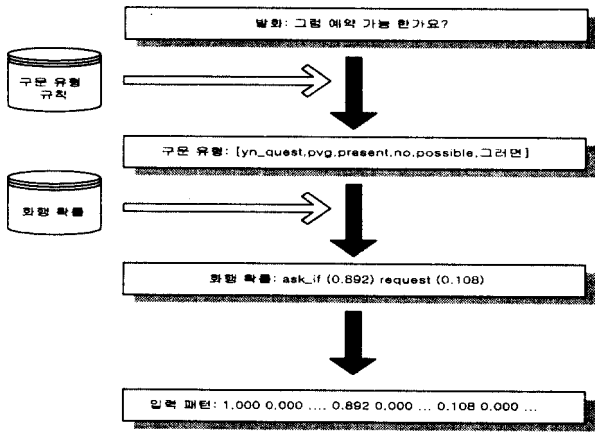 발화: 그럼 예약 가능 한가요?
구문 유형
규칙
구문 유형: [yn_quest,pvg,present,no,possible,그러면]
화행 확률
화행 확률: ask_if (0.892) request (0.108)
입력 패턴: 1.000 0.000 .... 0.892 0.000 ... 0.108 0.000 ...